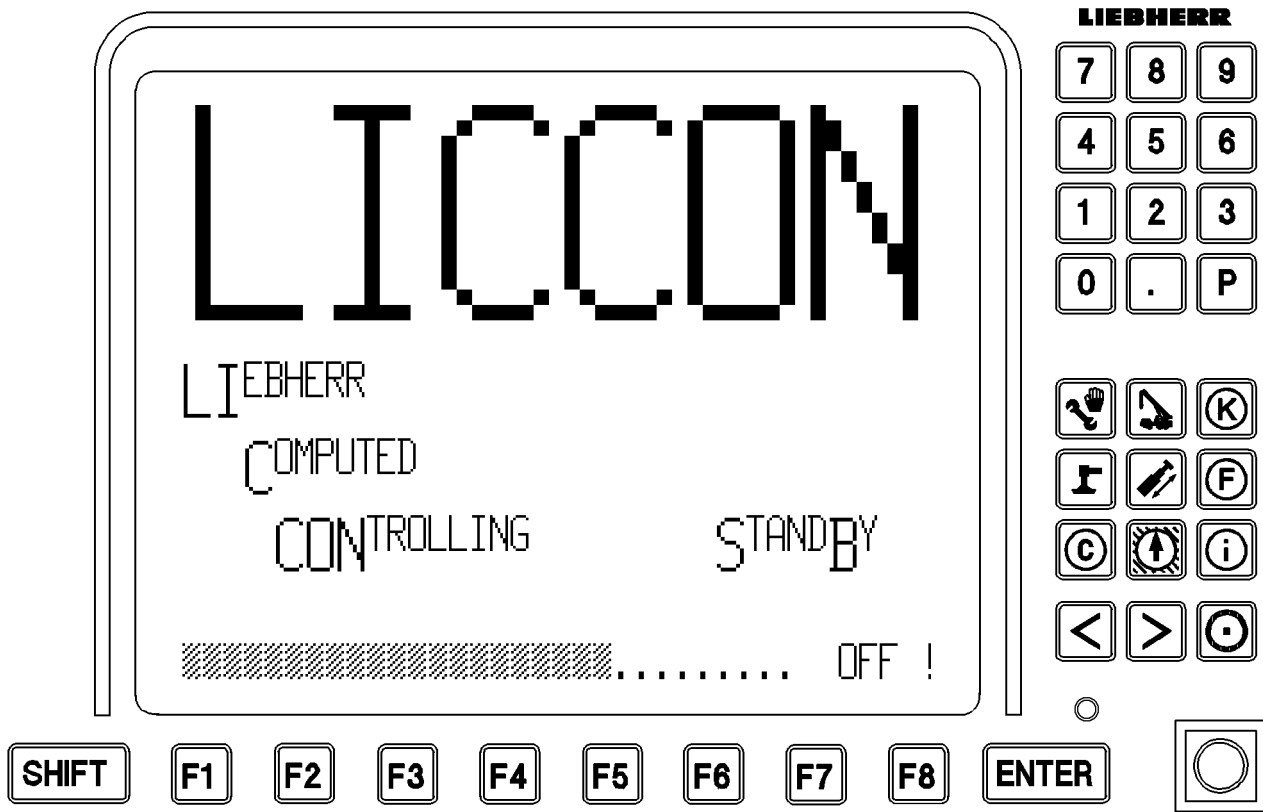 LIEBHERR
LICCON
LIEBHERR
COMPUTED
CONTROLLING STANDBY
......... OFF !
7 8 9
4 5 6
1 2 3
0 . P
K
F
C i
< >
SHIFT F1 F2 F3 F4 F5 F6 F7 F8 ENTER